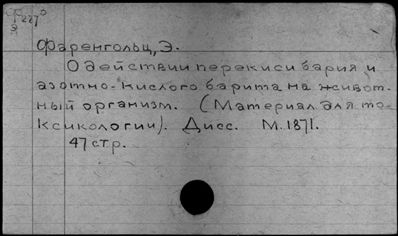 Ф227
Фаренгольц, Э.
О действии перекиси бария и
азотно-кислого барита на живот-
ный организм. (Материал для то-
ксикологии). Дисс. М. 1871.
47 стр.